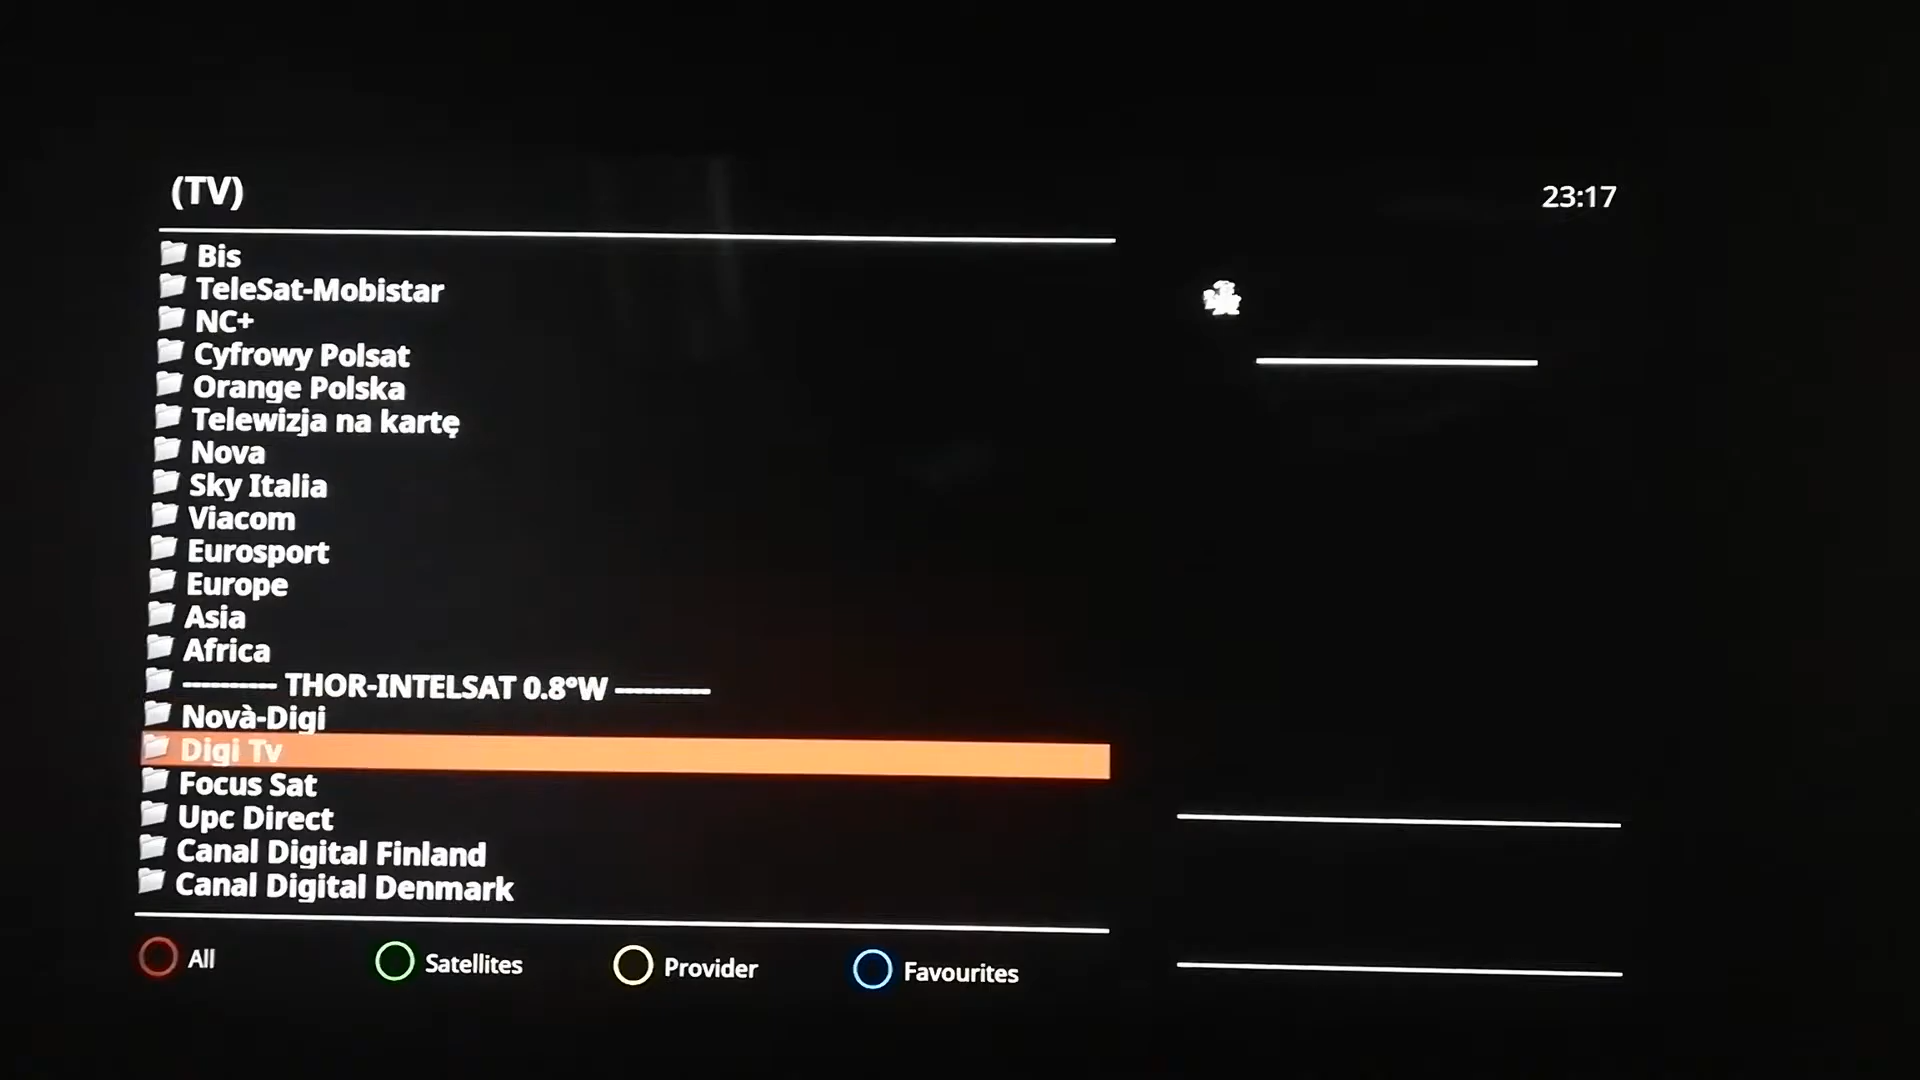 (TV)
23:17
Bis
TeleSat-Mobistar
NC+
Cyfrowy Polsat
Orange Polska
Telewizja na kartę
Nova
Sky Italia
Viacom
Eurosport
Europe
Asia
Africa
---------- THOR-INTELSAT 0.8°W ----------
Novà-Digi
Digi Tv
Focus Sat
Upc Direct
Canal Digital Finland
Canal Digital Denmark
All Satellites Provider Favourites